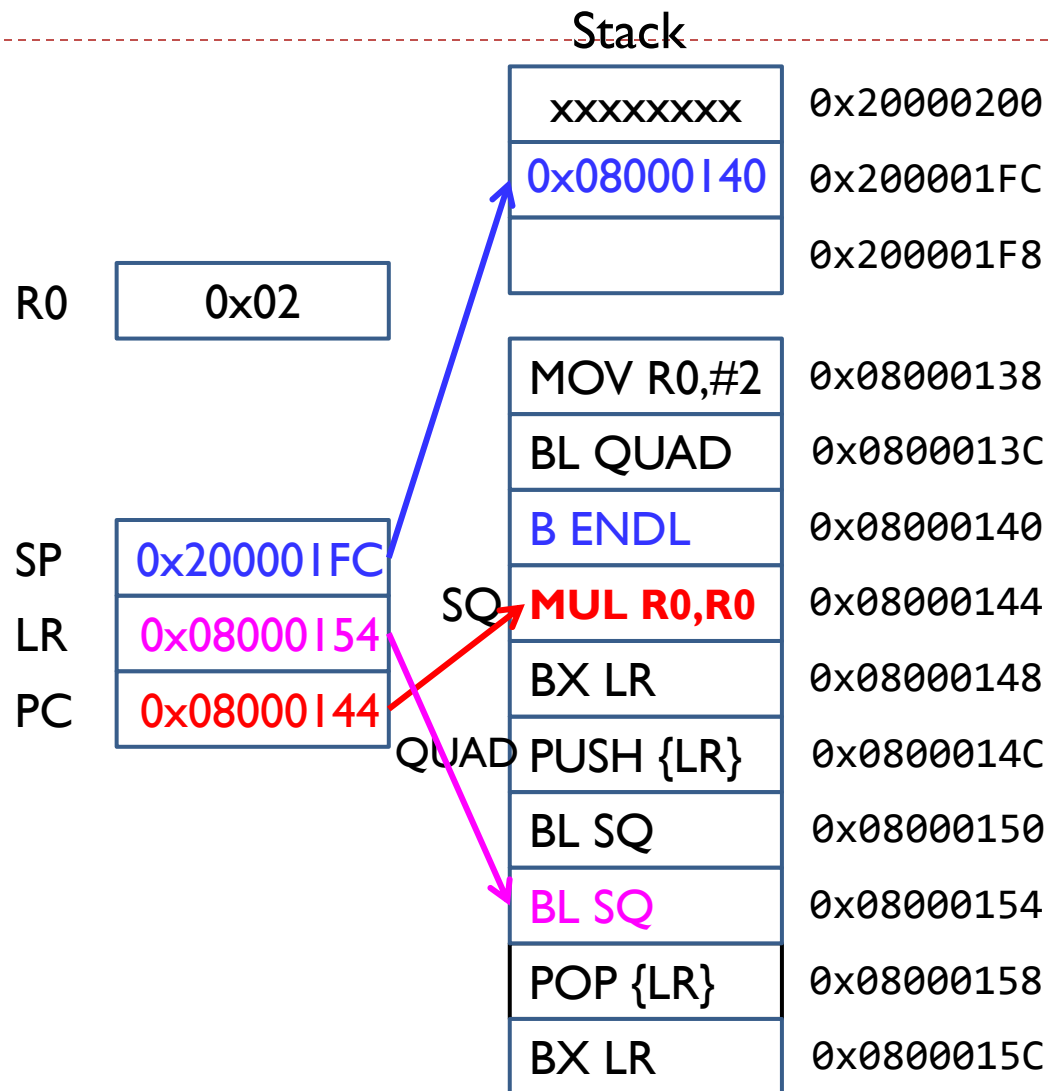 Stack
xxxxxxxx 0x20000200
0x08000140 0x200001FC
0x200001F8
R0 0x02
MOV R0,#2 0x08000138
BL QUAD 0x0800013C
B ENDL 0x08000140
SP 0x200001FC
SQ MUL R0,R0 0x08000144
LR 0x08000154
BX LR 0x08000148
PC 0x08000144
QUAD PUSH {LR} 0x0800014C
BL SQ 0x08000150
BL SQ 0x08000154
POP {LR} 0x08000158
BX LR 0x0800015C